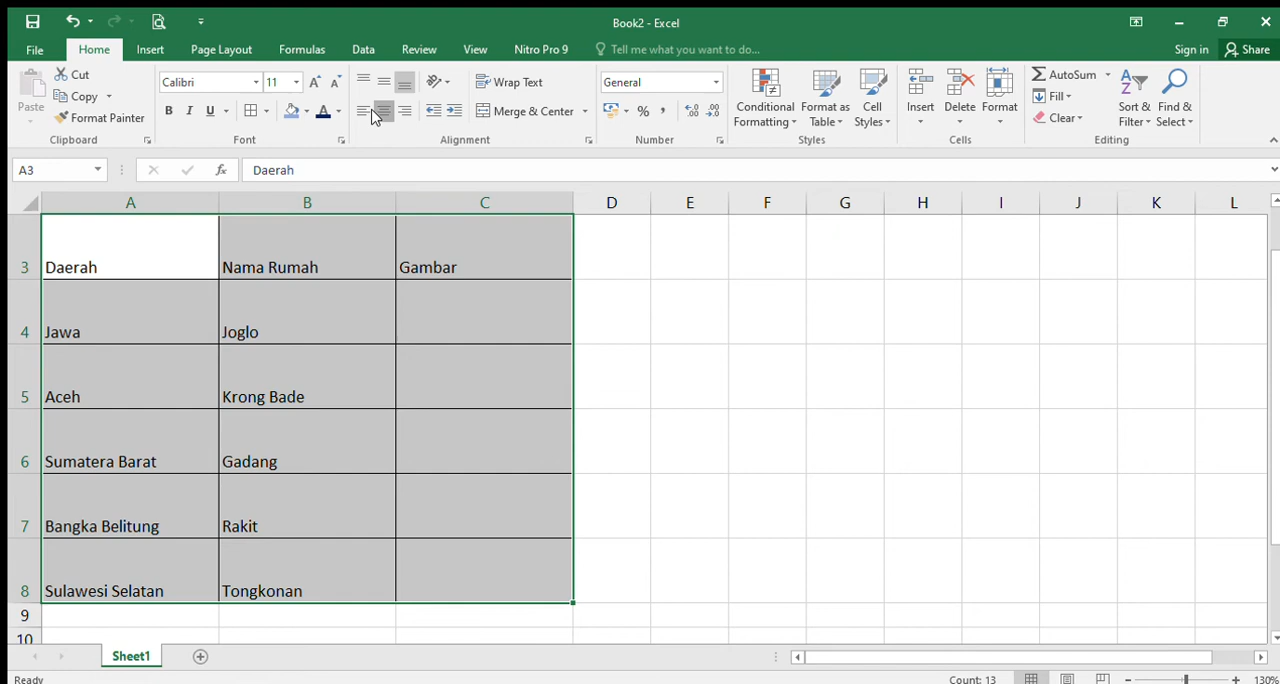 Book2 - Excel
File Home Insert Page Layout Formulas Data Review View Nitro Pro 9 Tell me what you want to do... Sign in Share
Paste Cut Copy Format Painter Clipboard
Calibri 11 B I U Font
Wrap Text Merge & Center Alignment
General % , Number
Conditional Formatting Format as Table Cell Styles Styles
Insert Delete Format Cells
AutoSum Fill Clear Sort & Filter Find & Select Editing
A3 fx Daerah
A B C D E F G H I J K L
3 Daerah Nama Rumah Gambar
4 Jawa Joglo
5 Aceh Krong Bade
6 Sumatera Barat Gadang
7 Bangka Belitung Rakit
8 Sulawesi Selatan Tongkonan
9
10
Sheet1
Ready Count: 13 130%